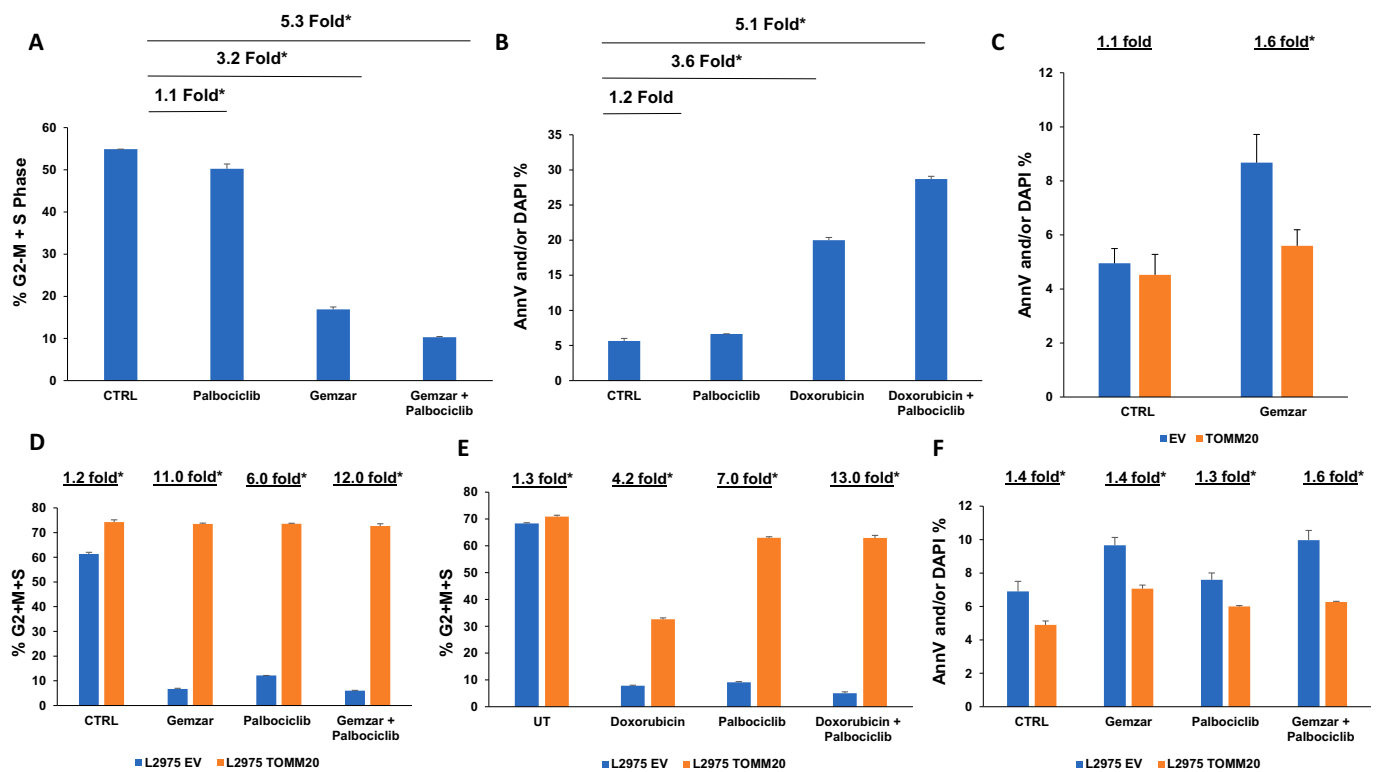 A
5.3 Fold*
3.2 Fold*
1.1 Fold*
% G2-M + S Phase
60
50
40
30
20
10
0
CTRL
Palbociclib
Gemzar
Gemzar +
Palbociclib
B
5.1 Fold*
3.6 Fold*
1.2 Fold
AnnV and/or DAPI %
35
30
25
20
15
10
5
0
CTRL
Palbociclib
Doxorubicin
Doxorubicin +
Palbociclib
C
1.1 fold
1.6 fold*
AnnV and/or DAPI %
12
10
8
6
4
2
0
CTRL
Gemzar
EV
TOMM20
D
1.2 fold*
11.0 fold*
6.0 fold*
12.0 fold*
% G2+M+S
80
70
60
50
40
30
20
10
0
CTRL
Gemzar
Palbociclib
Gemzar +
Palbociclib
L2975 EV
L2975 TOMM20
E
1.3 fold*
4.2 fold*
7.0 fold*
13.0 fold*
% G2+M+S
80
70
60
50
40
30
20
10
0
UT
Doxorubicin
Palbociclib
Doxorubicin +
Palbociclib
L2975 EV
L2975 TOMM20
F
1.4 fold*
1.4 fold*
1.3 fold*
1.6 fold*
AnnV and/or DAPI %
12
10
8
6
4
2
0
CTRL
Gemzar
Palbociclib
Gemzar +
Palbociclib
L2975 EV
L2975 TOMM20